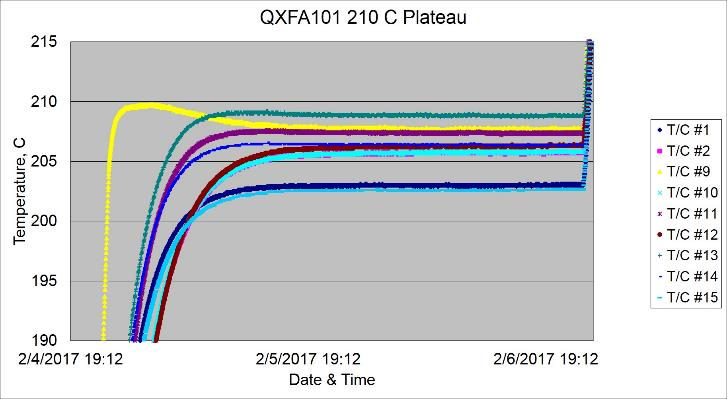 QXFA101 210 C Plateau
215
210
205
200
195
190
Temperature, C
2/4/2017 19:12
2/5/2017 19:12
2/6/2017 19:12
Date & Time
T/C #1
T/C #2
T/C #9
T/C #10
T/C #11
T/C #12
T/C #13
T/C #14
T/C #15